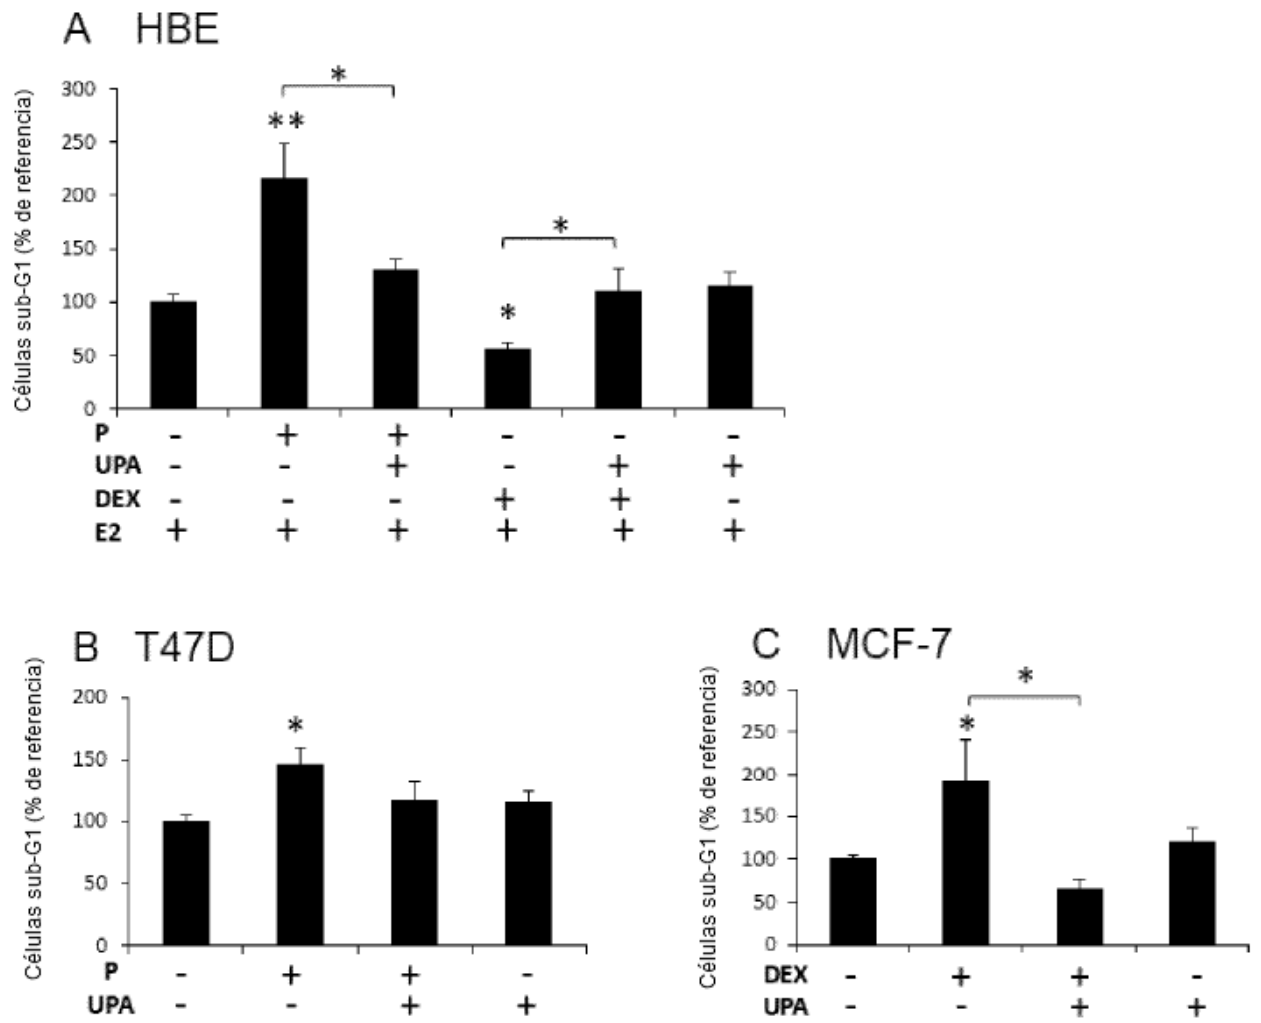 A HBE
Células sub-G1 (% de referencia)
300
250
200
150
100
50
0
*
**
*
*
P - + + - - -
UPA - - + - + +
DEX - - - + + -
E2 + + + + + +
B T47D
Células sub-G1 (% de referencia)
200
150
100
50
0
*
P - + + -
UPA - - + +
C MCF-7
Células sub-G1 (% de referencia)
300
250
200
150
100
50
0
*
*
DEX - + + -
UPA - - + +